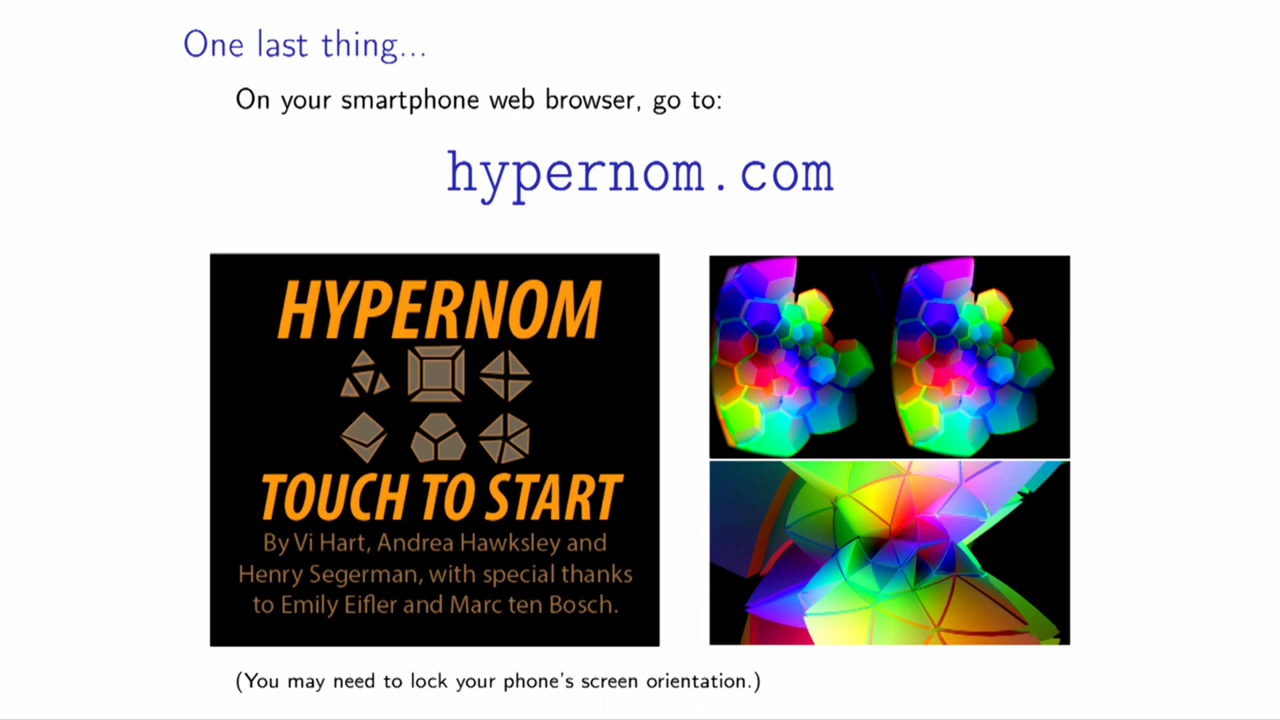 One last thing...
On your smartphone web browser, go to:
hypernom.com
HYPERNOM
TOUCH TO START
By Vi Hart, Andrea Hawksley and
Henry Segerman, with special thanks
to Emily Eifler and Marc ten Bosch.
(You may need to lock your phone's screen orientation.)